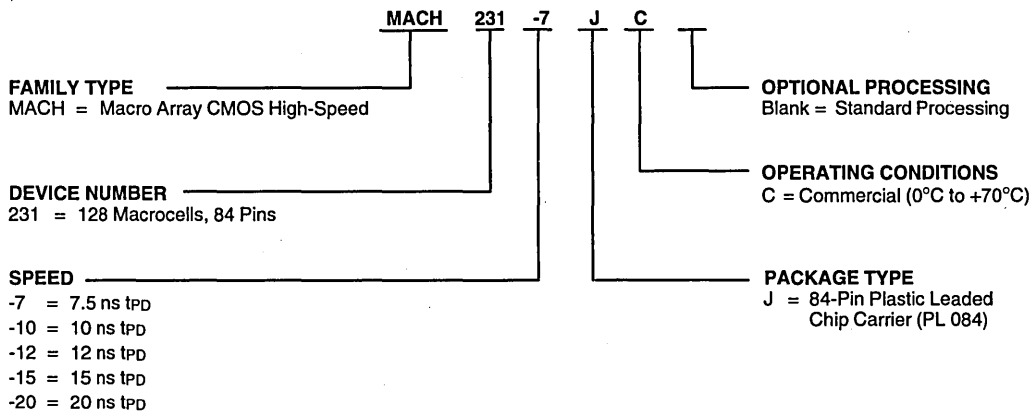 MACH 231 -7 J C
FAMILY TYPE
MACH = Macro Array CMOS High-Speed
DEVICE NUMBER
231 = 128 Macrocells, 84 Pins
SPEED
-7 = 7.5 ns tPD
-10 = 10 ns tPD
-12 = 12 ns tPD
-15 = 15 ns tPD
-20 = 20 ns tPD
OPTIONAL PROCESSING
Blank = Standard Processing
OPERATING CONDITIONS
C = Commercial (0°C to +70°C)
PACKAGE TYPE
J = 84-Pin Plastic Leaded
Chip Carrier (PL 084)